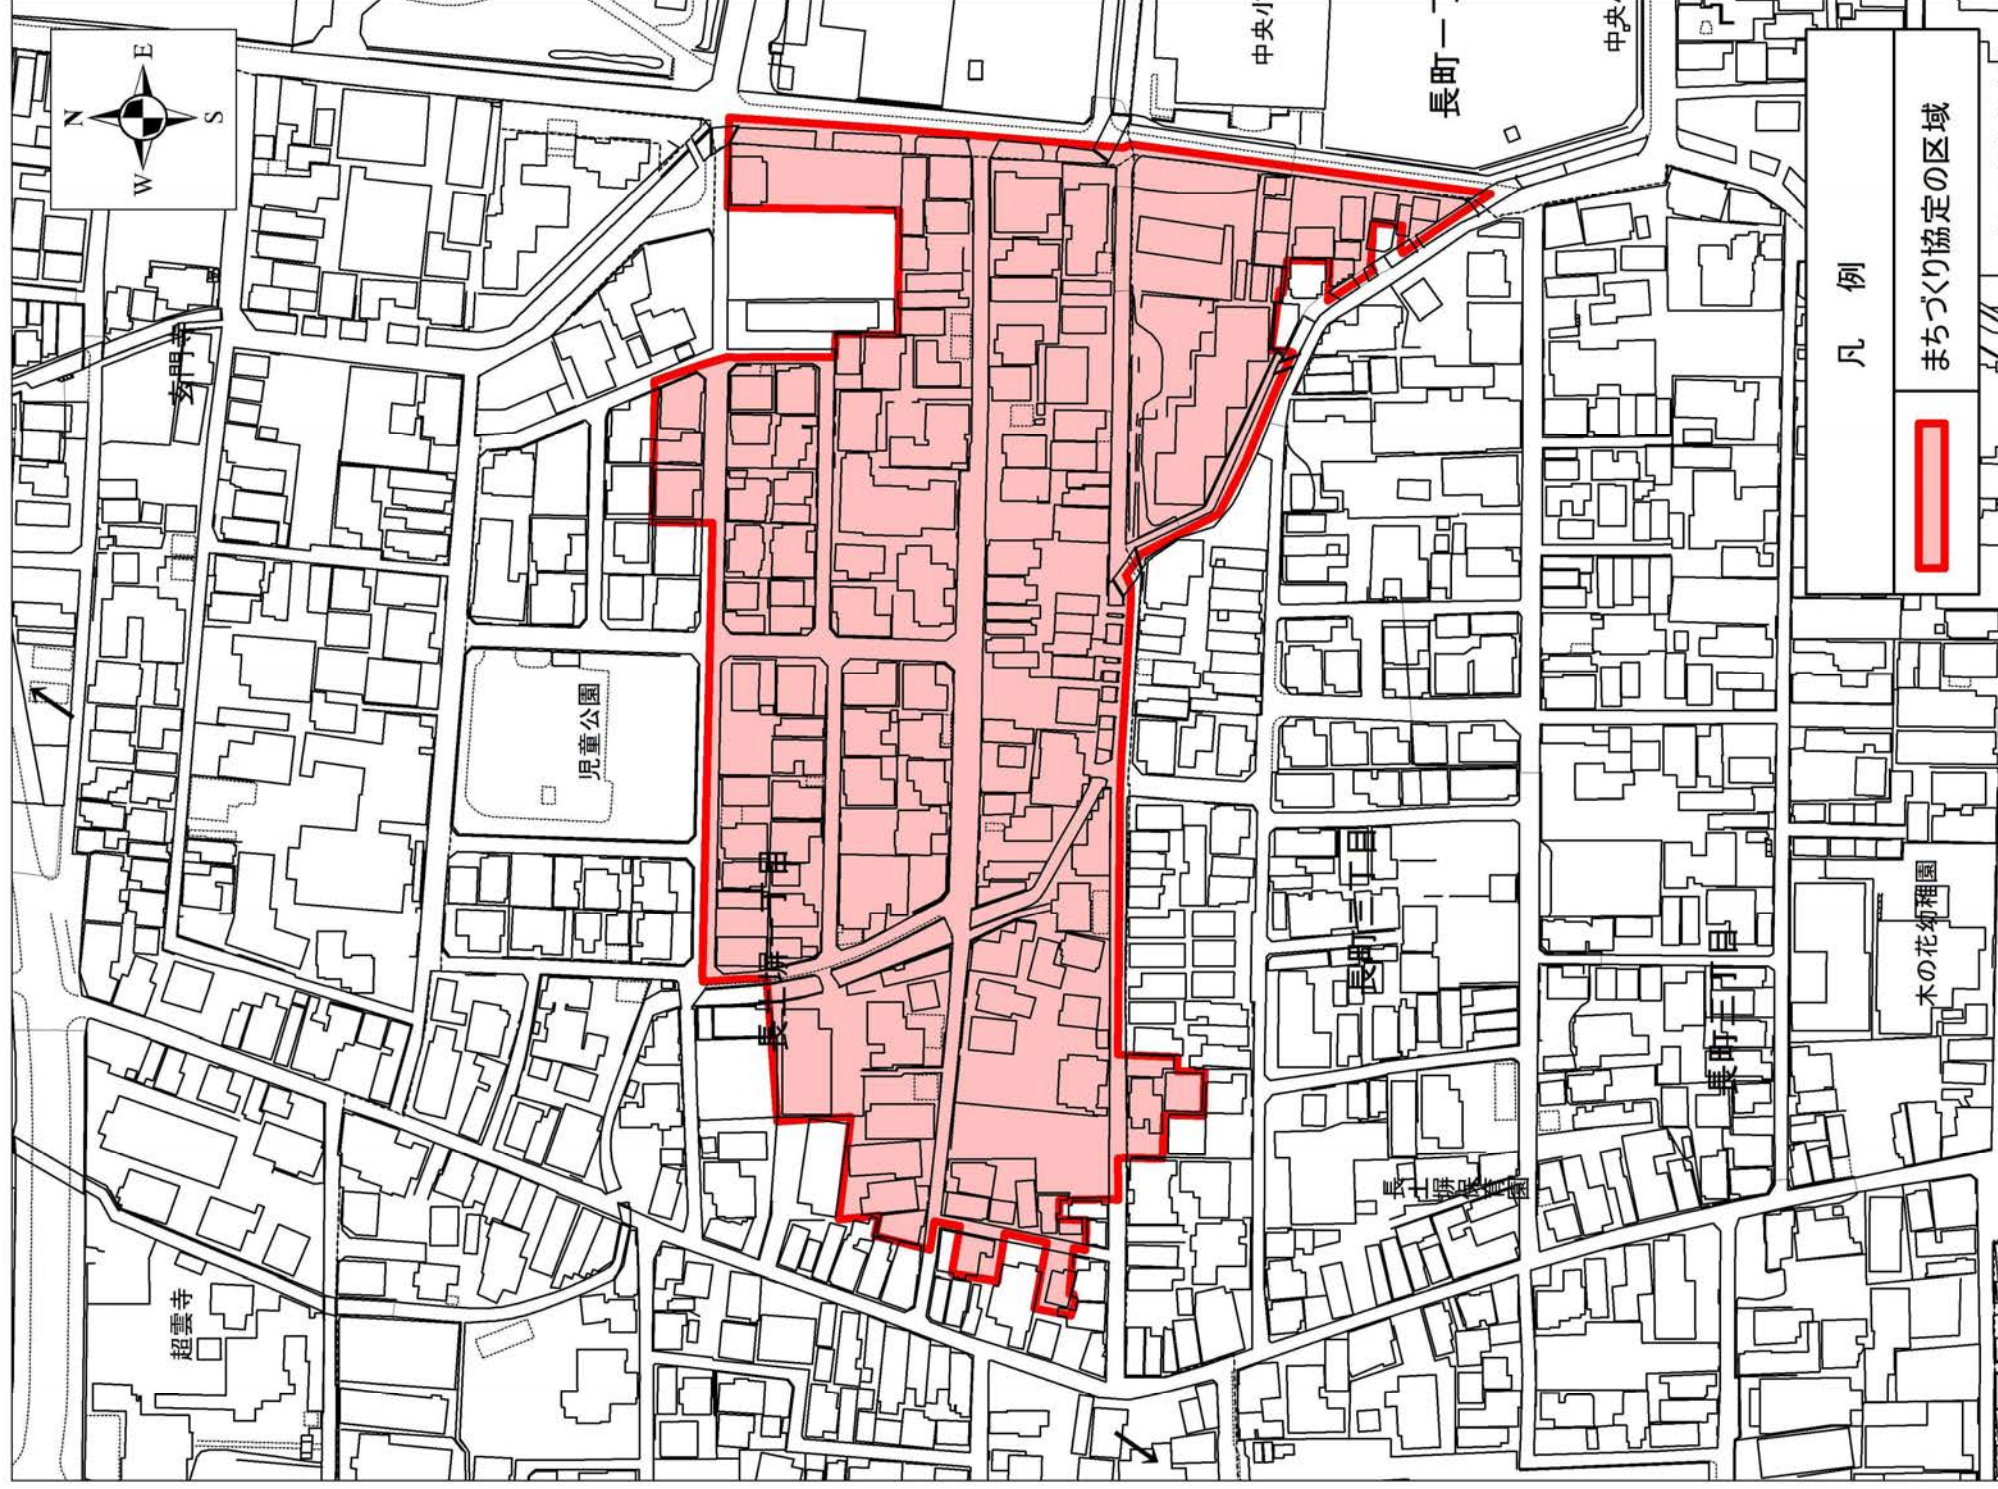 N
W
E
S
玄門寺
超雲寺
児童公園
長土塀一丁目
中央小
長町一丁
中央小
長町二丁目
長土塀保育園
長町三丁目
木の花幼稚園
凡 例
まちづくり協定の区域